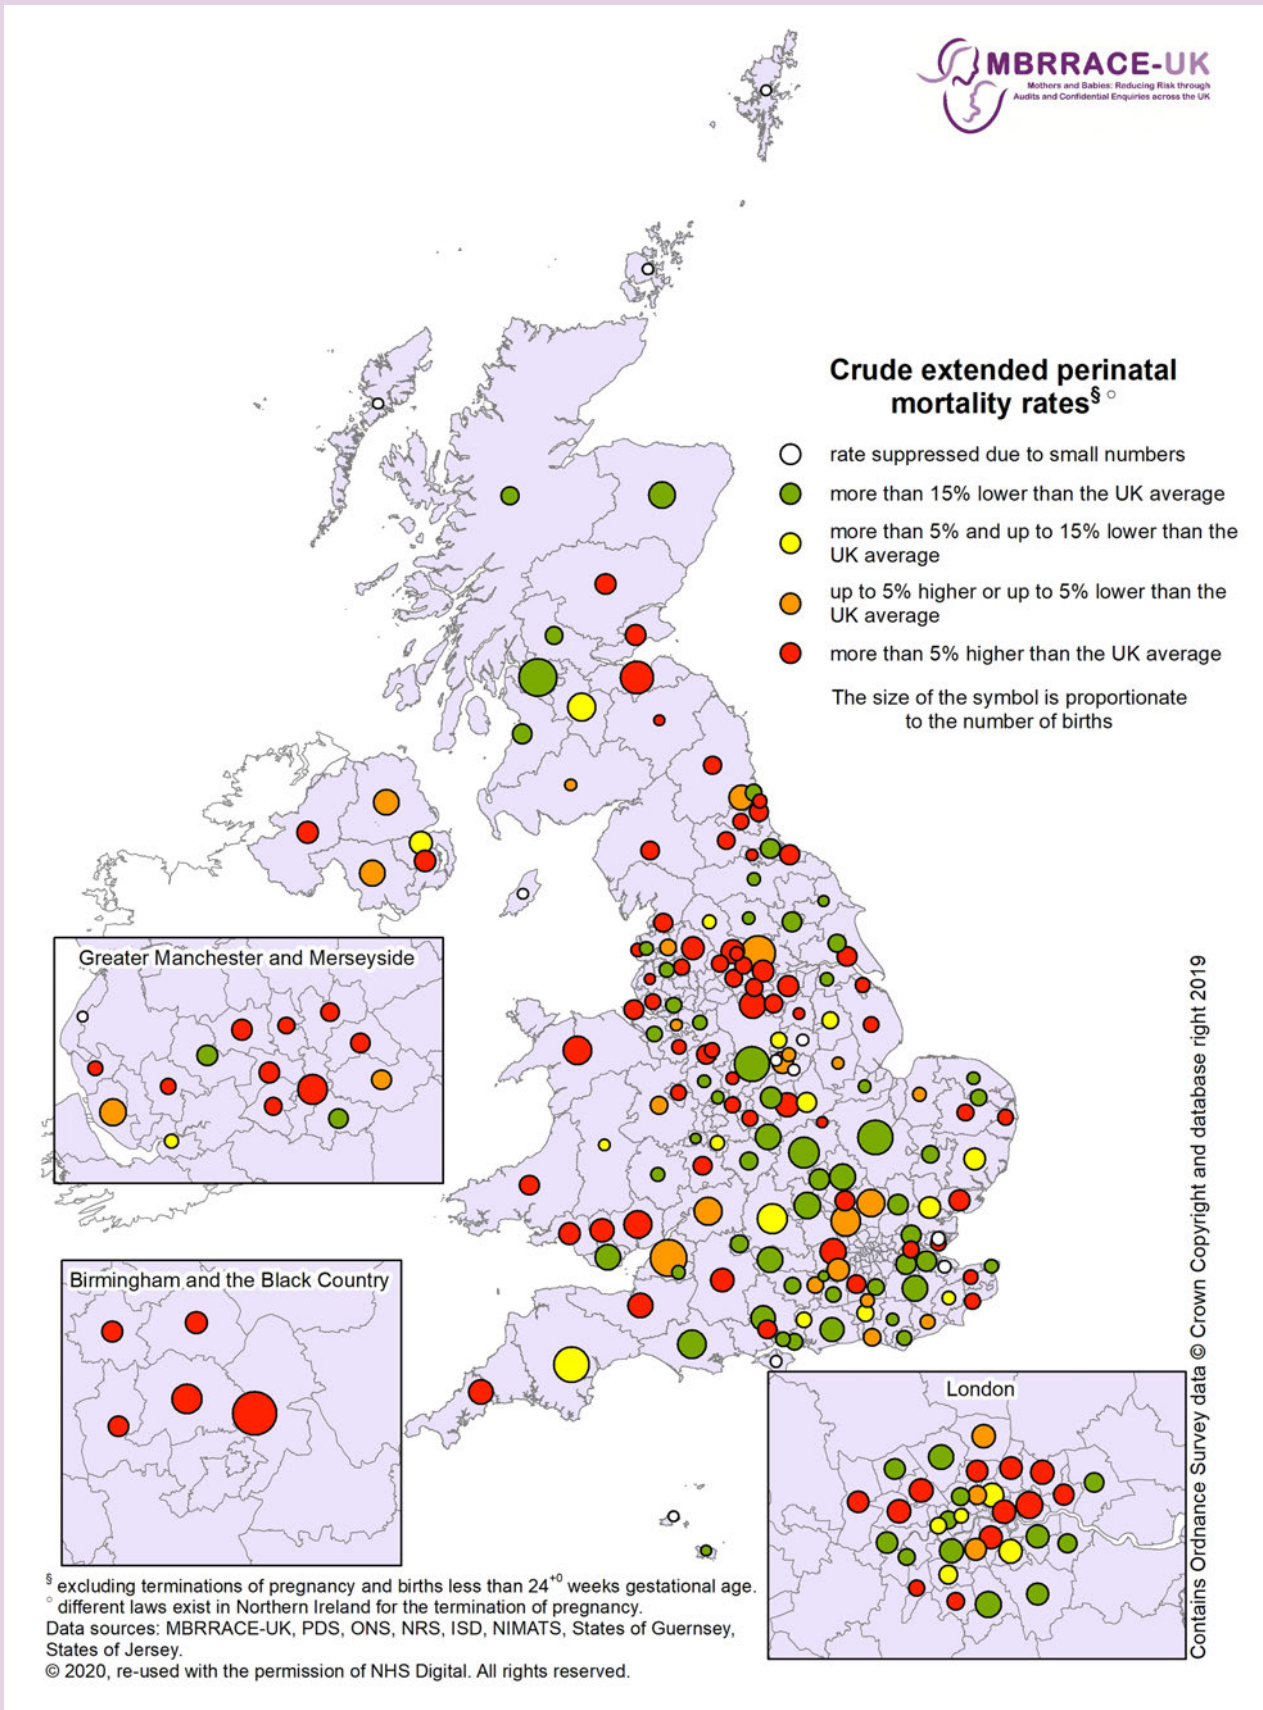 MBRRACE-UK
Mothers and Babies: Reducing Risk through
Audits and Confidential Enquiries across the UK
Crude extended perinatal
mortality rates§ ○
rate suppressed due to small numbers
more than 15% lower than the UK average
more than 5% and up to 15% lower than the
UK average
up to 5% higher or up to 5% lower than the
UK average
more than 5% higher than the UK average
The size of the symbol is proportionate
to the number of births
Greater Manchester and Merseyside
Birmingham and the Black Country
London
Contains Ordnance Survey data © Crown Copyright and database right 2019
§ excluding terminations of pregnancy and births less than 24+0 weeks gestational age.
○ different laws exist in Northern Ireland for the termination of pregnancy.
Data sources: MBRRACE-UK, PDS, ONS, NRS, ISD, NIMATS, States of Guernsey,
States of Jersey.
© 2020, re-used with the permission of NHS Digital. All rights reserved.